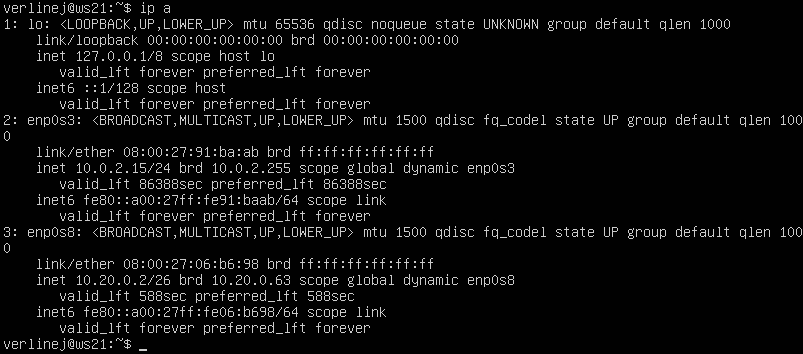 verlinej@ws21:~$ ip a
1: lo: <LOOPBACK,UP,LOWER_UP> mtu 65536 qdisc noqueue state UNKNOWN group default qlen 1000
    link/loopback 00:00:00:00:00:00 brd 00:00:00:00:00:00
    inet 127.0.0.1/8 scope host lo
       valid_lft forever preferred_lft forever
    inet6 ::1/128 scope host
       valid_lft forever preferred_lft forever
2: enp0s3: <BROADCAST,MULTICAST,UP,LOWER_UP> mtu 1500 qdisc fq_codel state UP group default qlen 100
0
    link/ether 08:00:27:91:ba:ab brd ff:ff:ff:ff:ff:ff
    inet 10.0.2.15/24 brd 10.0.2.255 scope global dynamic enp0s3
       valid_lft 86388sec preferred_lft 86388sec
    inet6 fe80::a00:27ff:fe91:baab/64 scope link
       valid_lft forever preferred_lft forever
3: enp0s8: <BROADCAST,MULTICAST,UP,LOWER_UP> mtu 1500 qdisc fq_codel state UP group default qlen 100
0
    link/ether 08:00:27:06:b6:98 brd ff:ff:ff:ff:ff:ff
    inet 10.20.0.2/26 brd 10.20.0.63 scope global dynamic enp0s8
       valid_lft 588sec preferred_lft 588sec
    inet6 fe80::a00:27ff:fe06:b698/64 scope link
       valid_lft forever preferred_lft forever
verlinej@ws21:~$ _